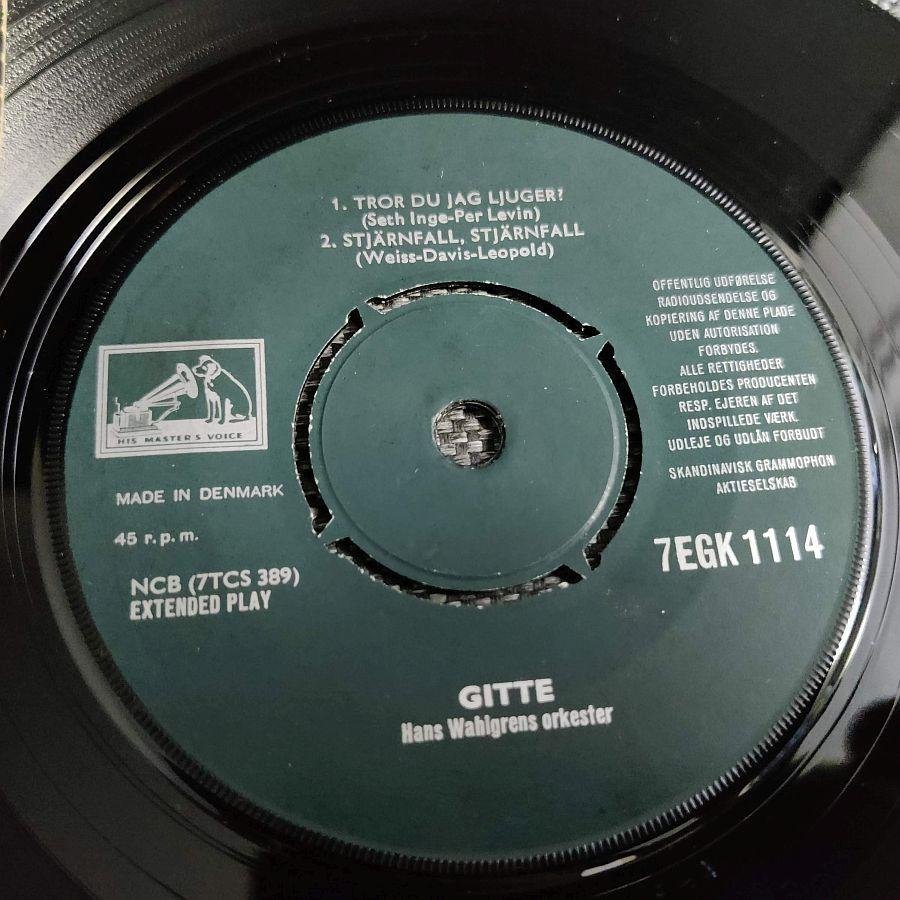 1. TROR DU JAG LJUGER?
(Seth Inge-Per Levin)
2. STJÄRNFALL, STJÄRNFALL
(Weiss-Davis-Leopold)
HIS MASTER'S VOICE
MADE IN DENMARK
45 r.p.m.
NCB (7TCS 389)
EXTENDED PLAY
OFFENTLIG UDFØRELSE
RADIOUDSENDELSE OG
KOPIERING AF DENNE PLADE
UDEN AUTORISATION
FORBYDES.
ALLE RETTIGHEDER
FORBEHOLDES PRODUCENTEN
RESP. EJEREN AF DET
INDSPILLEDE VÆRK.
UDLEJE OG UDLÅN FORBUDT
SKANDINAVISK GRAMMOPHON
AKTIESELSKAB
7EGK 1114
GITTE
Hans Wahlgrens orkester